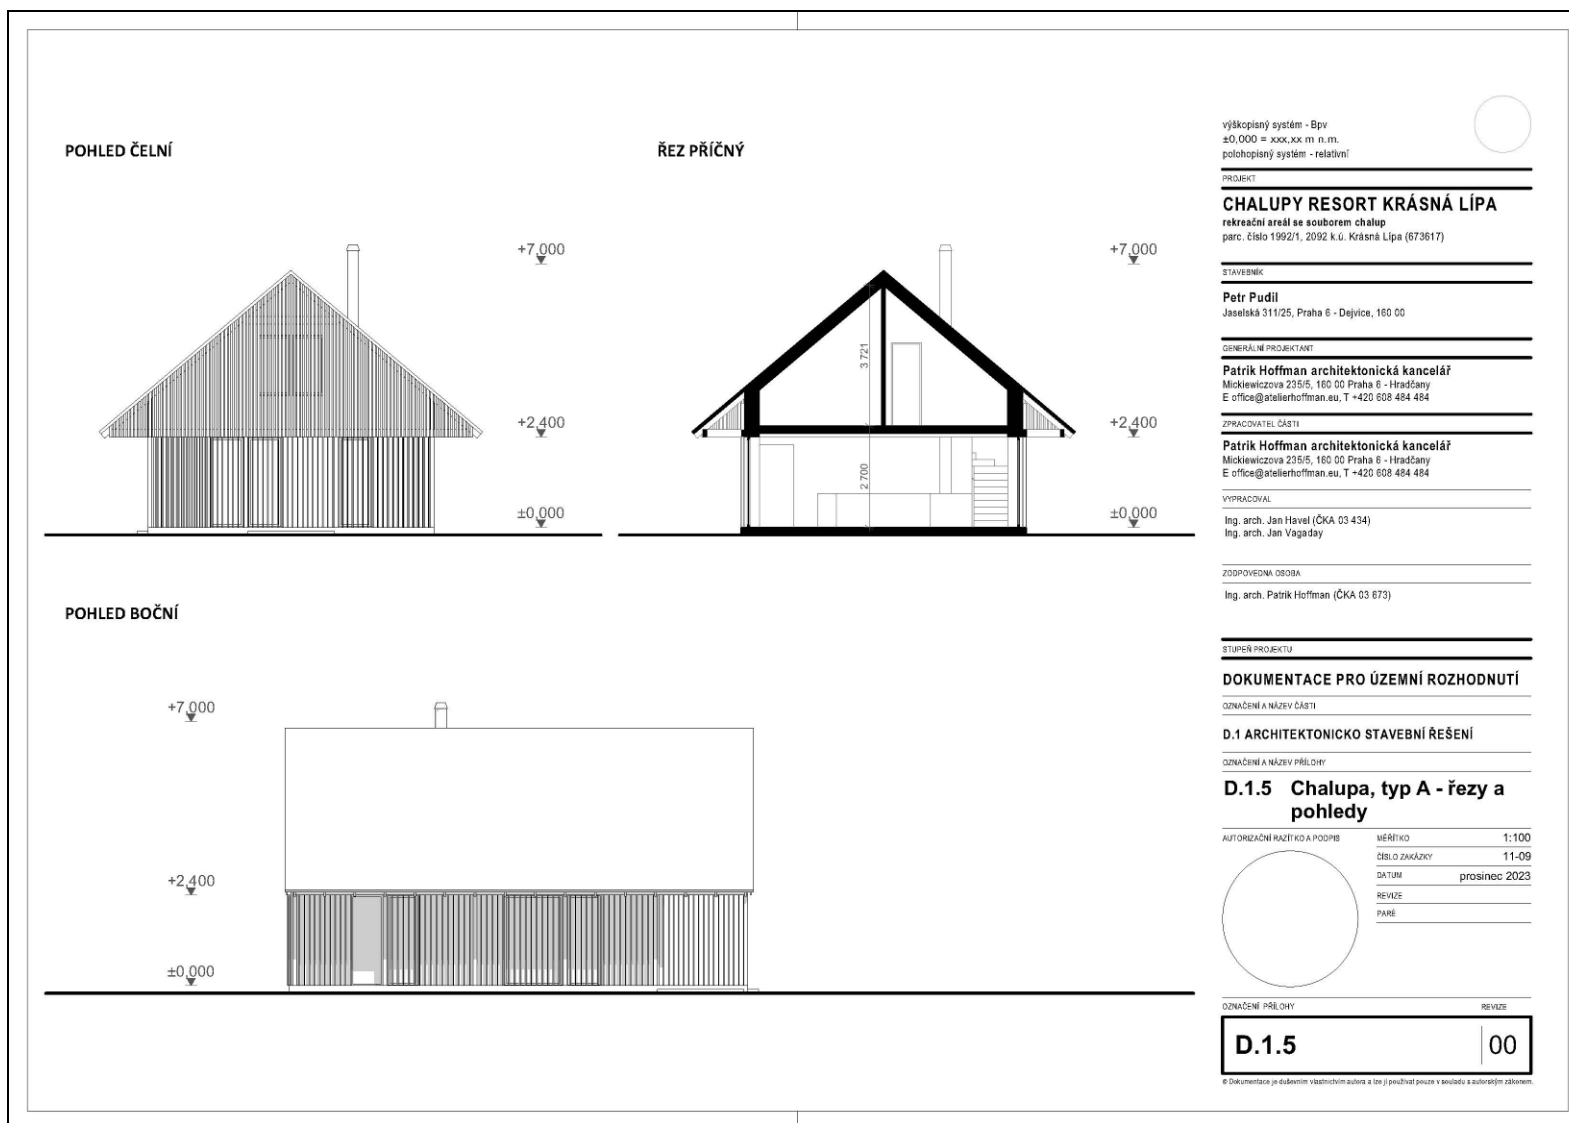 POHLED ČELNÍ
+7,000
+2,400
±0,000
ŘEZ PŘÍČNÝ
3 721
2 700
+7,000
+2,400
±0,000
POHLED BOČNÍ
+7,000
+2,400
±0,000
výškopisný systém - Bpv
±0,000 = xxx,xx m n.m.
polohopisný systém - relativní
PROJEKT
CHALUPY RESORT KRÁSNÁ LÍPA
rekreační areál se souborem chalup
parc. číslo 1992/1, 2092 k.ú. Krásná Lípa (673617)
STAVEBNÍK
Petr Pudil
Jaselská 311/25, Praha 6 - Dejvice, 160 00
GENERÁLNÍ PROJEKTANT
Patrik Hoffman architektonická kancelář
Mickiewiczova 235/5, 160 00 Praha 6 - Hradčany
E office@atelierhoffman.eu, T +420 608 484 484
ZPRACOVATEL ČÁSTI
Patrik Hoffman architektonická kancelář
Mickiewiczova 235/5, 160 00 Praha 6 - Hradčany
E office@atelierhoffman.eu, T +420 608 484 484
VYPRACOVAL
Ing. arch. Jan Havel (ČKA 03 434)
Ing. arch. Jan Vagaday
ZODPOVEDNA OSOBA
Ing. arch. Patrik Hoffman (ČKA 03 673)
STUPEŇ PROJEKTU
DOKUMENTACE PRO ÚZEMNÍ ROZHODNUTÍ
OZNAČENÍ A NÁZEV ČÁSTI
D.1 ARCHITEKTONICKO STAVEBNÍ ŘEŠENÍ
OZNAČENÍ A NÁZEV PŘÍLOHY
D.1.5 Chalupa, typ A - řezy a
pohledy
AUTORIZAČNÍ RAZÍTKO A PODPIS
MĚŘÍTKO 1:100
ČÍSLO ZAKÁZKY 11-09
DATUM prosinec 2023
REVIZE
PARÉ
OZNAČENÍ PŘÍLOHY REVIZE
D.1.5 00
© Dokumentace je duševním vlastnictvím autora a lze ji používat pouze v souladu s autorským zákonem.